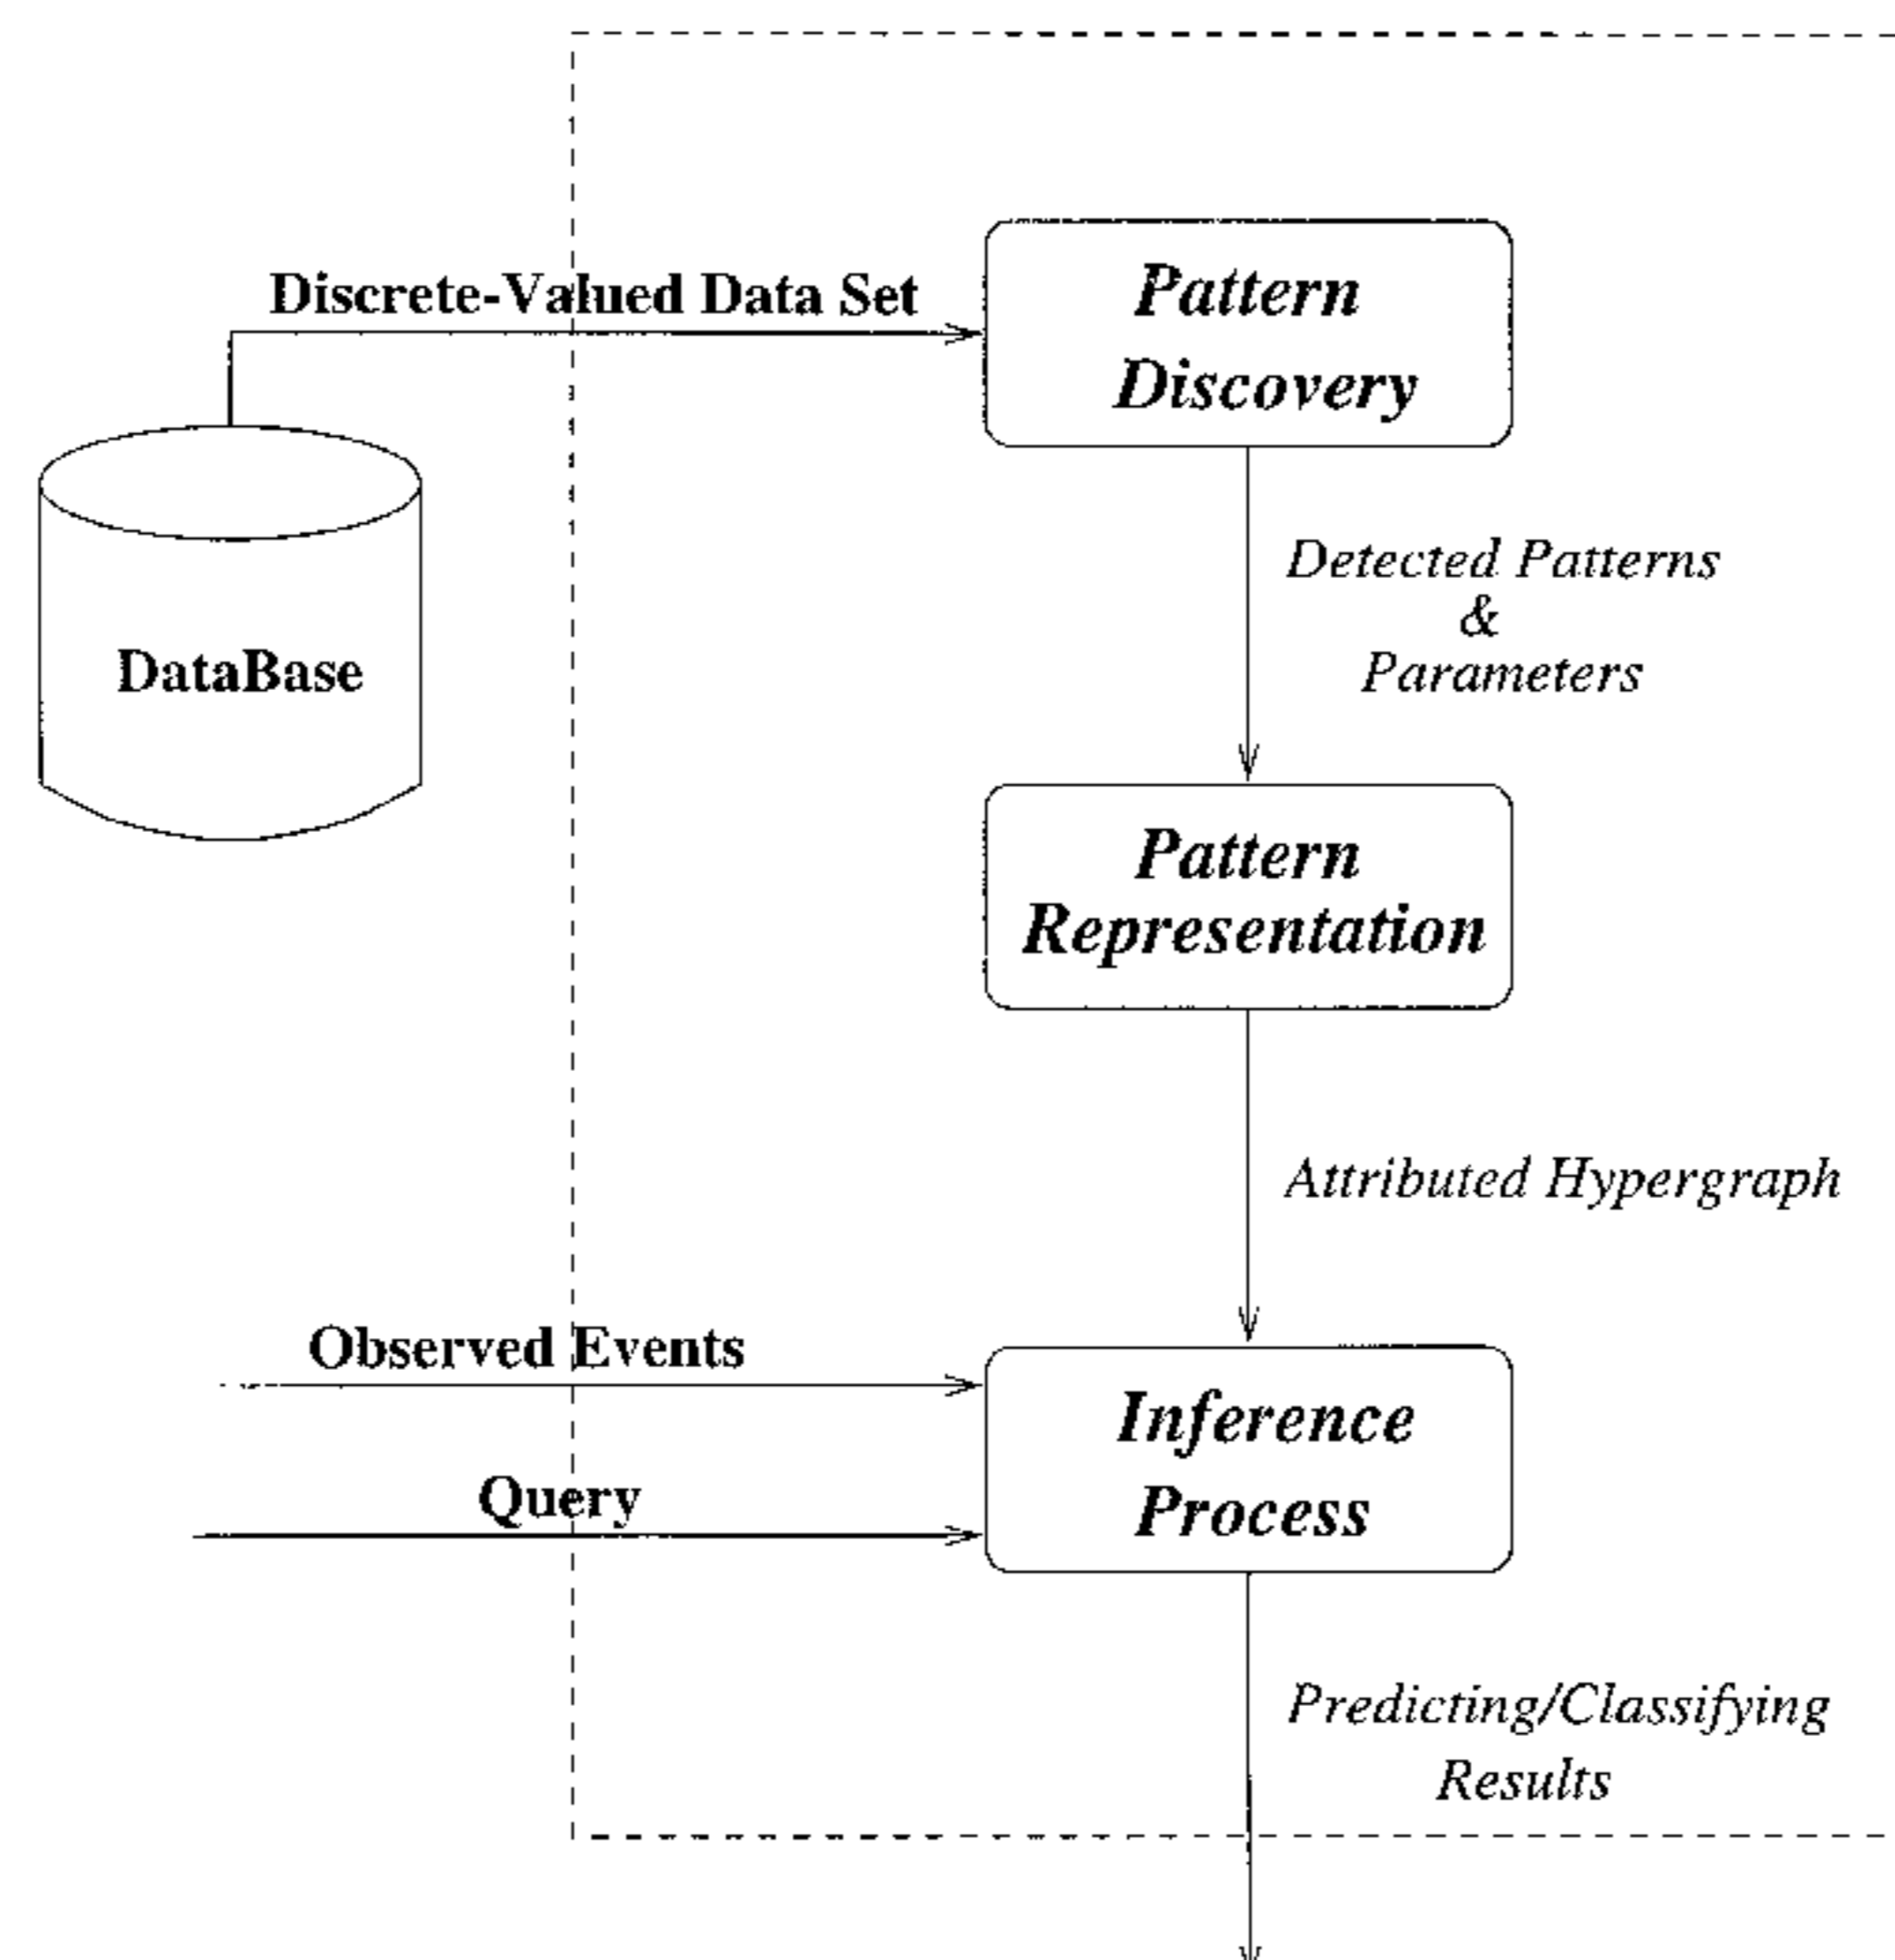 Discrete-Valued Data Set
Pattern
Discovery
Detected Patterns
&
Parameters
DataBase
Pattern
Representation
Attributed Hypergraph
Observed Events
Inference
Process
Query
Predicting/Classifying
Results